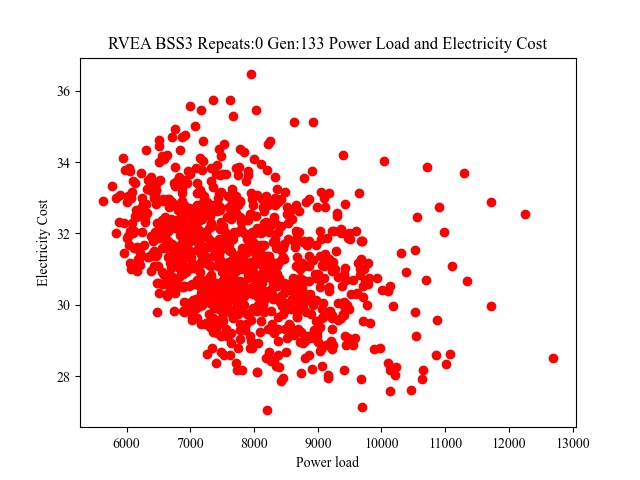 RVEA BSS3 Repeats:0 Gen:133 Power Load and Electricity Cost
36
34
32
30
28
Electricity Cost
6000 7000 8000 9000 10000 11000 12000 13000
Power load